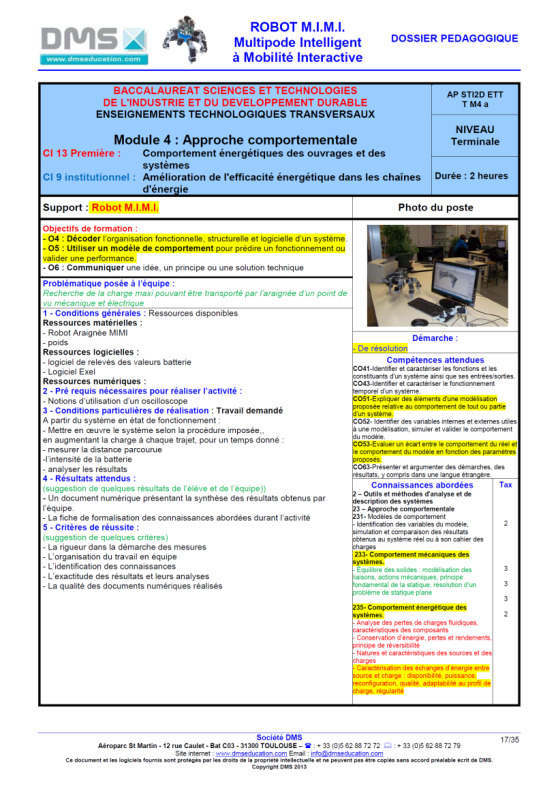 DMS
www.dmseducation.com
ROBOT M.I.M.I.
Multipode Intelligent
à Mobilité Interactive
DOSSIER PEDAGOGIQUE
BACCALAUREAT SCIENCES ET TECHNOLOGIES
DE L'INDUSTRIE ET DU DEVELOPPEMENT DURABLE
ENSEIGNEMENTS TECHNOLOGIQUES TRANSVERSAUX
Module 4 : Approche comportementale
CI 13 Première : Comportement énergétiques des ouvrages et des
systèmes
CI 9 institutionnel : Amélioration de l'efficacité énergétique dans les chaînes
d'énergie
AP STI2D ETT
T M4 a
NIVEAU
Terminale
Durée : 2 heures
Support : Robot M.I.M.I.
Photo du poste
Objectifs de formation :
- O4 : Décoder l'organisation fonctionnelle, structurelle et logicielle d'un système.
- O5 : Utiliser un modèle de comportement pour prédire un fonctionnement ou
valider une performance.
- O6 : Communiquer une idée, un principe ou une solution technique
Problématique posée à l'équipe :
Recherche de la charge maxi pouvant être transporté par l'araignée d'un point de
vu mécanique et électrique
1 - Conditions générales : Ressources disponibles
Ressources matérielles :
- Robot Araignée MIMI
- poids
Ressources logicielles :
- logiciel de relevés des valeurs batterie
- Logiciel Exel
Ressources numériques :
2 - Pré requis nécessaires pour réaliser l'activité :
- Notions d'utilisation d'un oscilloscope
3 - Conditions particulières de réalisation : Travail demandé
A partir du système en état de fonctionnement :
- Mettre en œuvre le système selon la procédure imposée,,
en augmentant la charge à chaque trajet, pour un temps donné :
- mesurer la distance parcourue
-l'intensité de la batterie
- analyser les résultats
4 - Résultats attendus :
(suggestion de quelques résultats de l'élève et de l'équipe))
- Un document numérique présentant la synthèse des résultats obtenus par
l'équipe.
- La fiche de formalisation des connaissances abordées durant l'activité
5 - Critères de réussite :
(suggestion de quelques critères)
- La rigueur dans la démarche des mesures
- L'organisation du travail en équipe
- L'identification des connaissances
- L'exactitude des résultats et leurs analyses
- La qualité des documents numériques réalisés
Démarche :
- De résolution
Compétences attendues
CO41-Identifier et caractériser les fonctions et les
constituants d'un système ainsi que ses entrées/sorties.
CO43-Identifier et caractériser le fonctionnement
temporel d'un système.
CO51-Expliquer des éléments d'une modélisation
proposée relative au comportement de tout ou partie
d'un système.
CO52- Identifier des variables internes et externes utiles
à une modélisation, simuler et valider le comportement
du modèle.
CO53-Evaluer un écart entre le comportement du réel et
le comportement du modèle en fonction des paramètres
proposés.
CO63-Présenter et argumenter des démarches, des
résultats, y compris dans une langue étrangère.
Connaissances abordées Tax
2 – Outils et méthodes d'analyse et de
description des systèmes
23 – Approche comportementale
231- Modèles de comportement
- Identification des variables du modèle, 2
simulation et comparaison des résultats
obtenus au système réel ou à son cahier des
charges
233- Comportement mécaniques des
systèmes.
- Equilibre des solides : modélisation des 3
liaisons, actions mécaniques, principe
fondamental de la statique, résolution d'un 3
problème de statique plane
3
235- Comportement énergétique des
systèmes. 2
- Analyse des pertes de charges fluidiques,
caractéristiques des composants
- Conservation d'énergie, pertes et rendements,
principe de réversibilité
- Natures et caractéristiques des sources et des
charges
- Caractérisation des échanges d'énergie entre
source et charge : disponibilité, puissance,
reconfiguration, qualité, adaptabilité au profil de
charge, régularité
Société DMS
17/35
Aéroparc St Martin - 12 rue Caulet - Bat C03 - 31300 TOULOUSE – ☎ : + 33 (0)5 62 88 72 72 🕮 : + 33 (0)5 62 88 72 79
Site internet : www.dmseducation.com Email : info@dmseducation.com
Ce document et les logiciels fournis sont protégés par les droits de la propriété intellectuelle et ne peuvent pas être copiés sans accord préalable écrit de DMS.
Copyright DMS 2013